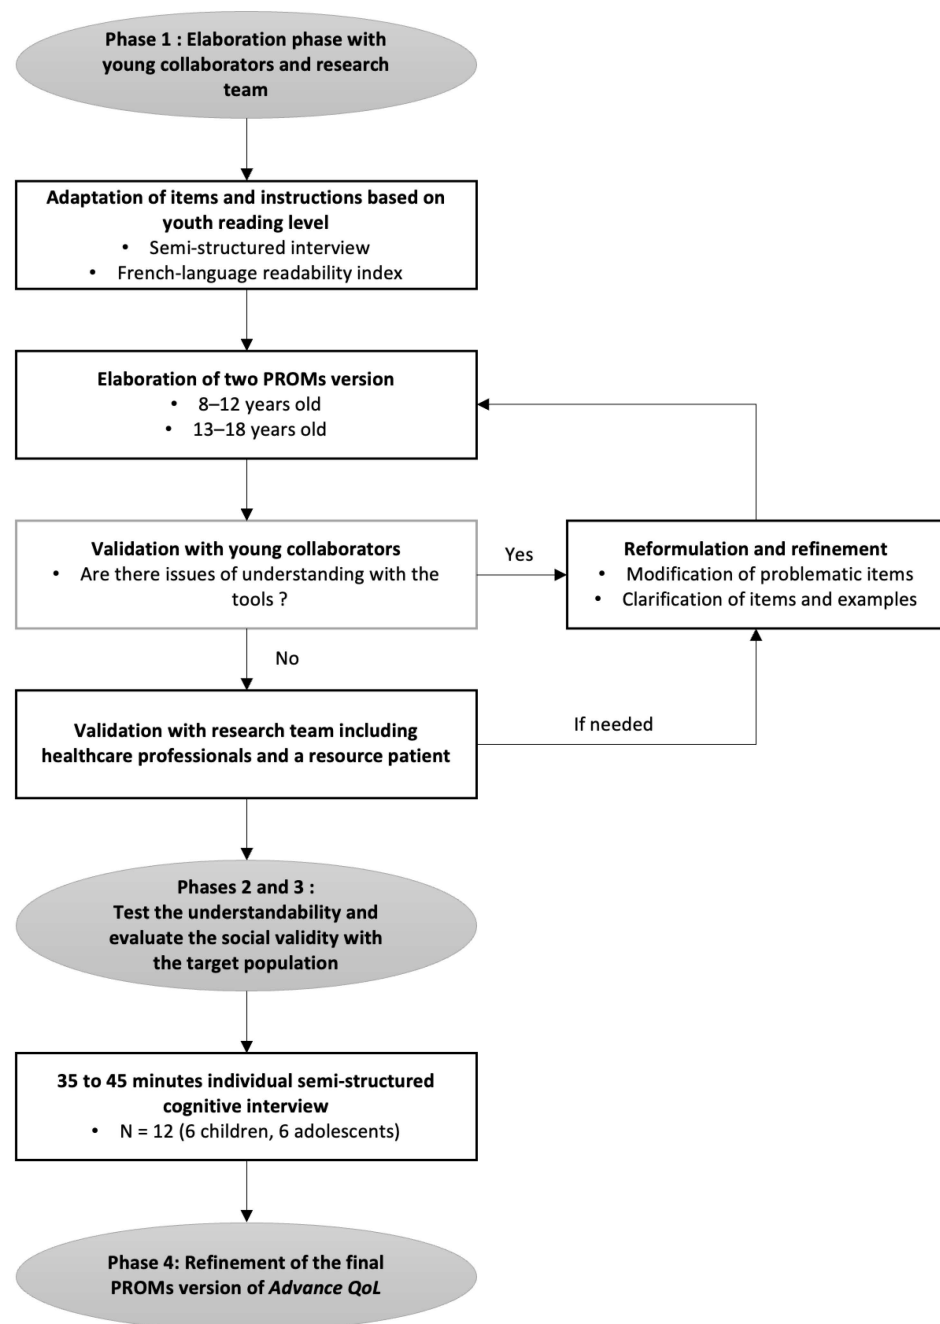 Phase 1 : Elaboration phase with
young collaborators and research
team
Adaptation of items and instructions based on
youth reading level
• Semi-structured interview
• French-language readability index
Elaboration of two PROMs version
• 8–12 years old
• 13–18 years old
Validation with young collaborators
• Are there issues of understanding with the
tools ?
Yes
Reformulation and refinement
• Modification of problematic items
• Clarification of items and examples
No
Validation with research team including
healthcare professionals and a resource patient
If needed
Phases 2 and 3 :
Test the understandability and
evaluate the social validity with
the target population
35 to 45 minutes individual semi-structured
cognitive interview
• N = 12 (6 children, 6 adolescents)
Phase 4: Refinement of the final
PROMs version of Advance QoL